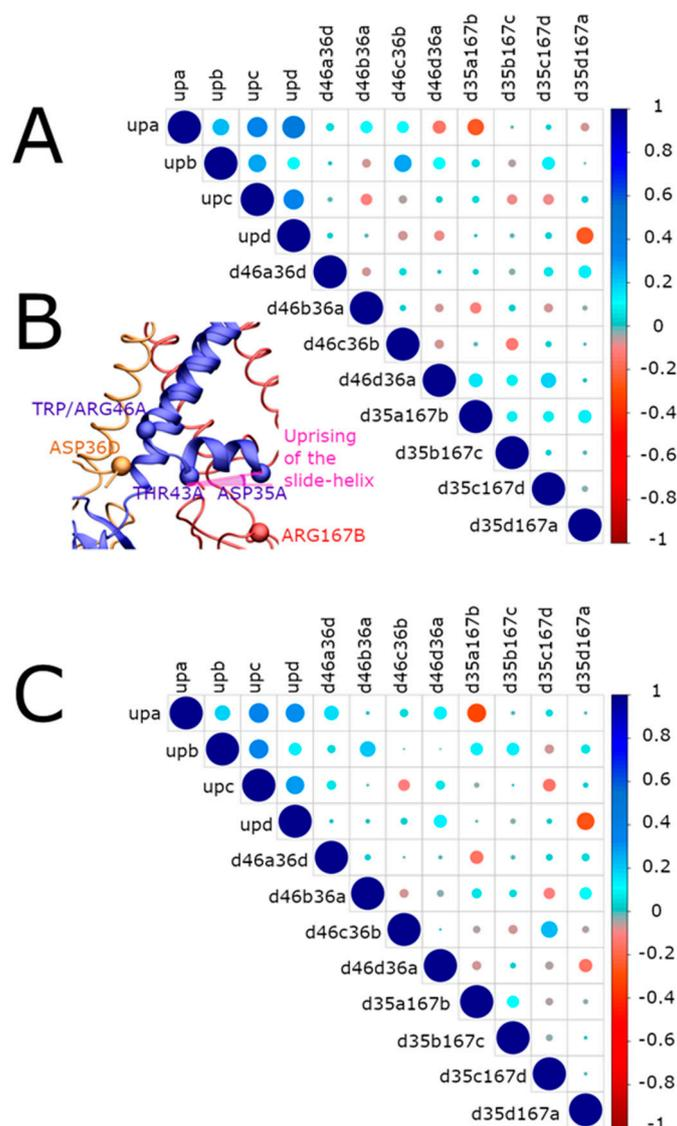 A
upa upb upc upd d46a36d d46b36a d46c36b d46d36a d35a167b d35b167c d35c167d d35d167a
upa
upb
upc
upd
d46a36d
d46b36a
d46c36b
d46d36a
d35a167b
d35b167c
d35c167d
d35d167a
1
0.8
0.6
0.4
0.2
0
-0.2
-0.4
-0.6
-0.8
-1
B
TRP/ARG46A
ASP36D
THR43A ASP35A
Uprising
of the
slide-helix
ARG167B
C
upa upb upc upd d46a36d d46b36a d46c36b d46d36a d35a167b d35b167c d35c167d d35d167a
upa
upb
upc
upd
d46a36d
d46b36a
d46c36b
d46d36a
d35a167b
d35b167c
d35c167d
d35d167a
1
0.8
0.6
0.4
0.2
0
-0.2
-0.4
-0.6
-0.8
-1